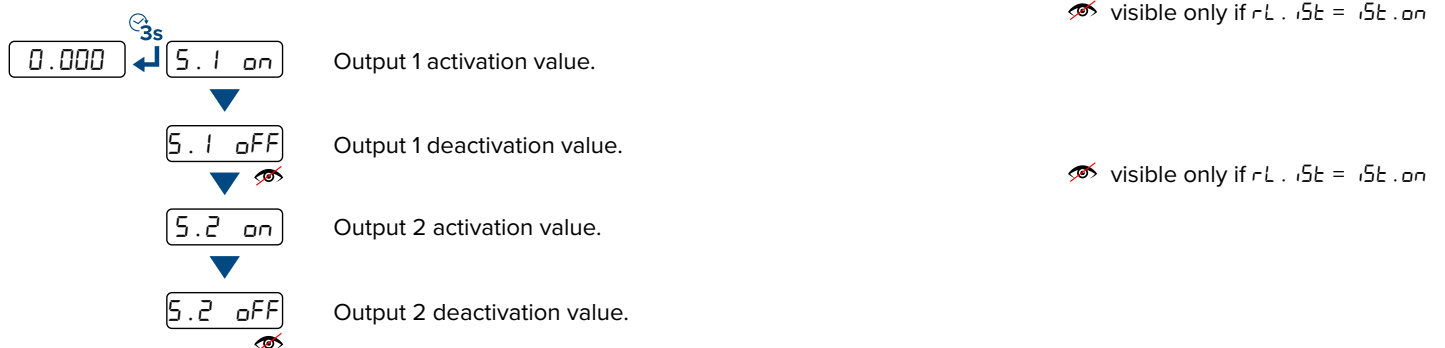 visible only if rL. iSt = iSt.on
3s
0.000 S.1 on Output 1 activation value.
S.1 oFF Output 1 deactivation value.
visible only if rL. iSt = iSt.on
S.2 on Output 2 activation value.
S.2 oFF Output 2 deactivation value.